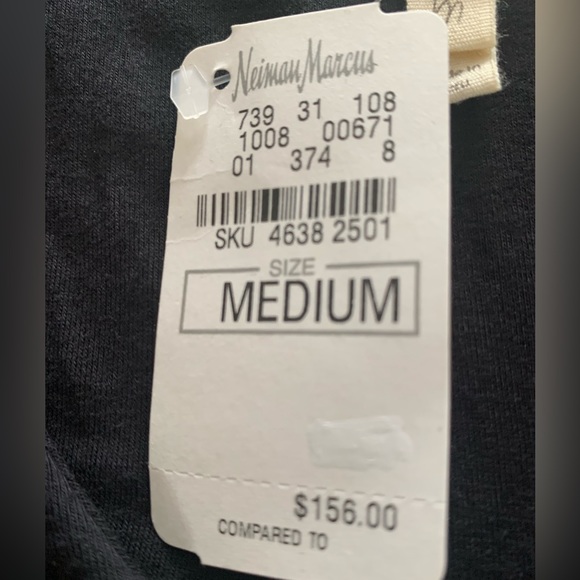 Neiman Marcus
739 31 108
1008 00671
01 374 8
SKU 4638 2501
SIZE
MEDIUM
$156.00
COMPARED TO